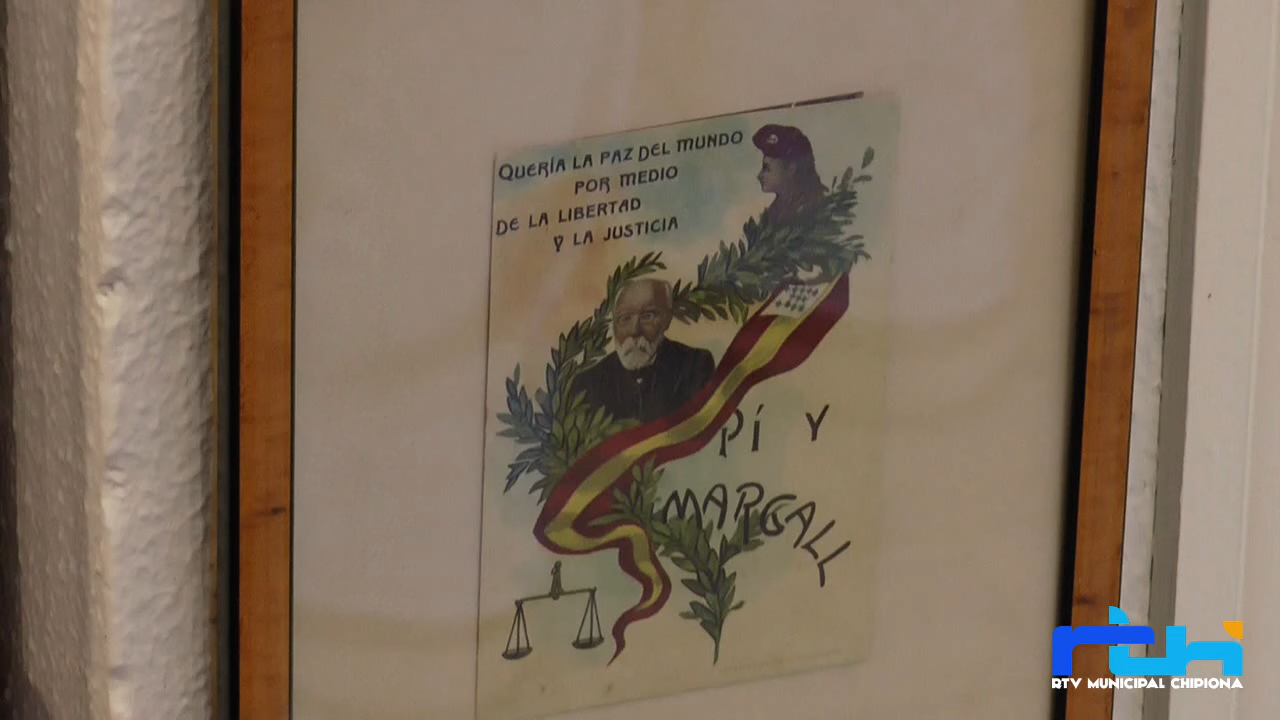 QUERÍA LA PAZ DEL MUNDO
POR MEDIO
DE LA LIBERTAD
Y LA JUSTICIA
PÍ Y
MARGALL
RTV MUNICIPAL CHIPIONA